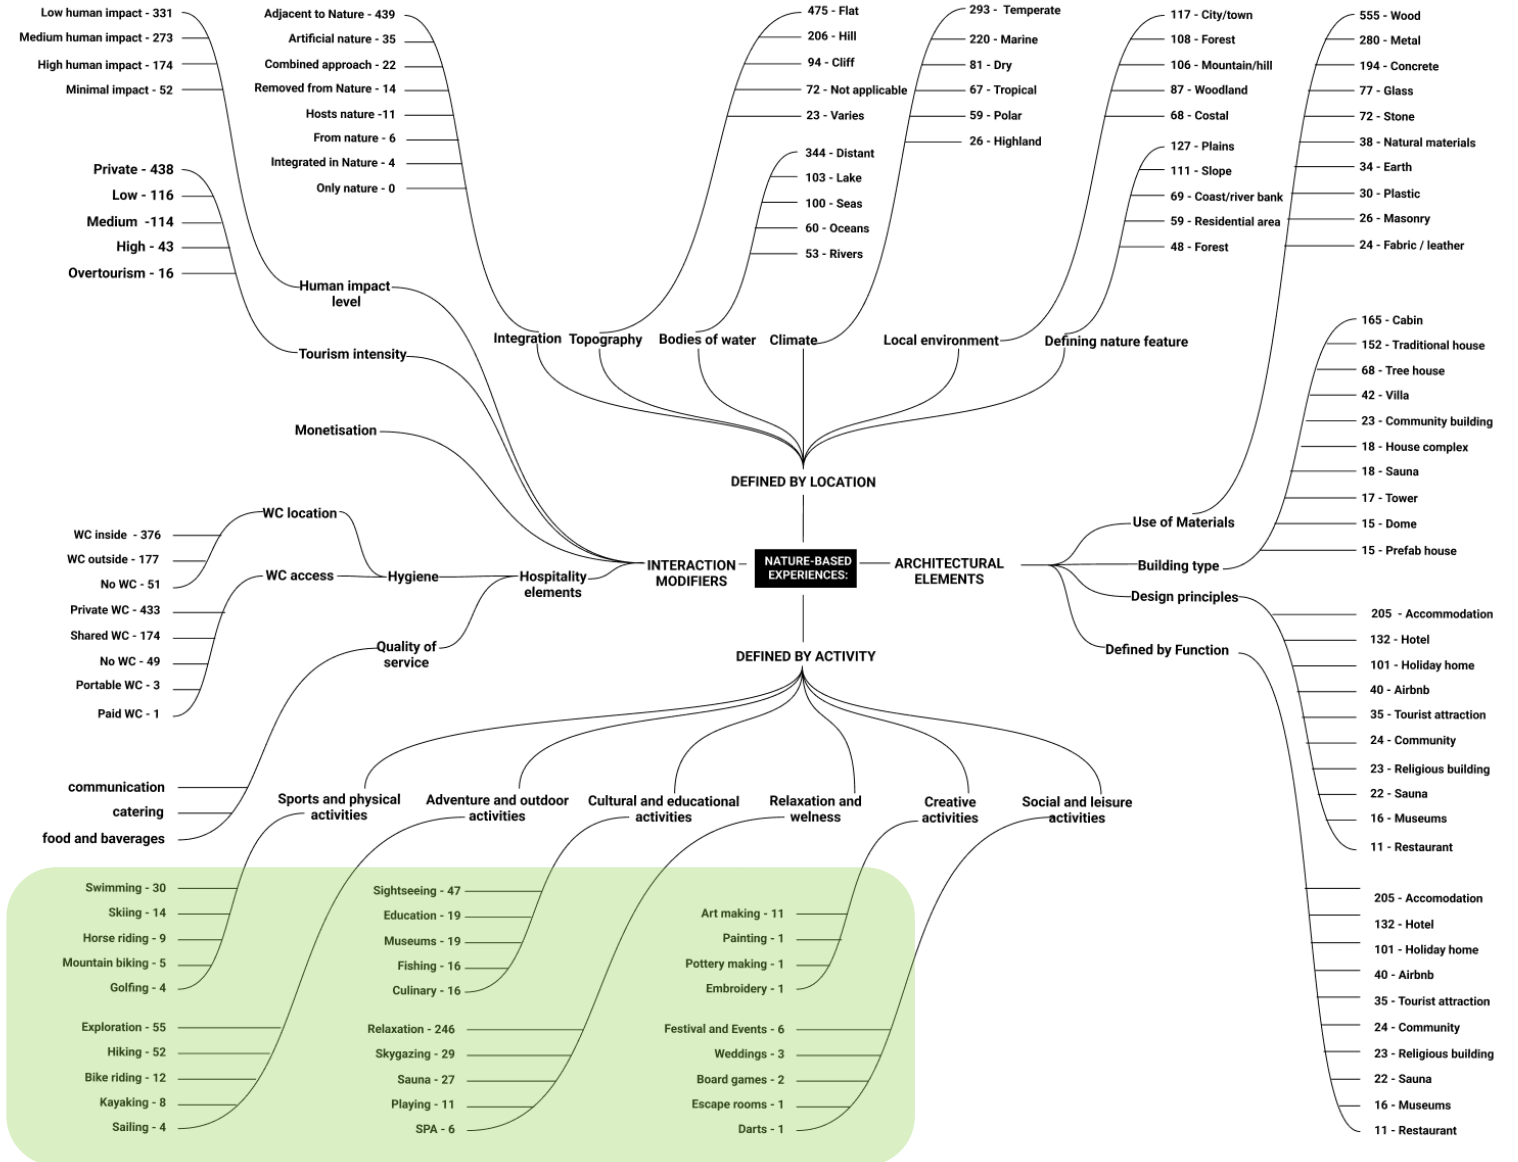 Low human impact - 331
Medium human impact - 273
High human impact - 174
Minimal impact - 52
Private - 438
Low - 116
Medium -114
High - 43
Overtourism - 16
Human impact
level
Tourism intensity
Monetisation
Adjacent to Nature - 439
Artificial nature - 35
Combined approach - 22
Removed from Nature - 14
Hosts nature -11
From nature - 6
Integrated in Nature - 4
Only nature - 0
Integration
475 - Flat
206 - Hill
94 - Cliff
72 - Not applicable
23 - Varies
Topography
344 - Distant
103 - Lake
100 - Seas
60 - Oceans
53 - Rivers
Bodies of water
293 - Temperate
220 - Marine
81 - Dry
67 - Tropical
59 - Polar
26 - Highland
Climate
117 - City/town
108 - Forest
106 - Mountain/hill
87 - Woodland
68 - Costal
Local environment
127 - Plains
111 - Slope
69 - Coast/river bank
59 - Residential area
48 - Forest
Defining nature feature
555 - Wood
280 - Metal
194 - Concrete
77 - Glass
72 - Stone
38 - Natural materials
34 - Earth
30 - Plastic
26 - Masonry
24 - Fabric / leather
165 - Cabin
152 - Traditional house
68 - Tree house
42 - Villa
23 - Community building
18 - House complex
18 - Sauna
17 - Tower
15 - Dome
15 - Prefab house
DEFINED BY LOCATION
WC location
WC inside - 376
WC outside - 177
No WC - 51
WC access
Private WC - 433
Shared WC - 174
No WC - 49
Portable WC - 3
Paid WC - 1
Hygiene
Hospitality
elements
Quality of
service
communication
catering
food and baverages
INTERACTION
MODIFIERS
NATURE-BASED
EXPERIENCES:
ARCHITECTURAL
ELEMENTS
Use of Materials
Building type
Design principles
Defined by Function
205 - Accommodation
132 - Hotel
101 - Holiday home
40 - Airbnb
35 - Tourist attraction
24 - Community
23 - Religious building
22 - Sauna
16 - Museums
11 - Restaurant
205 - Accomodation
132 - Hotel
101 - Holiday home
40 - Airbnb
35 - Tourist attraction
24 - Community
23 - Religious building
22 - Sauna
16 - Museums
11 - Restaurant
DEFINED BY ACTIVITY
Sports and physical
activities
Adventure and outdoor
activities
Cultural and educational
activities
Relaxation and
welness
Creative
activities
Social and leisure
activities
Swimming - 30
Skiing - 14
Horse riding - 9
Mountain biking - 5
Golfing - 4
Exploration - 55
Hiking - 52
Bike riding - 12
Kayaking - 8
Sailing - 4
Sightseeing - 47
Education - 19
Museums - 19
Fishing - 16
Culinary - 16
Relaxation - 246
Skygazing - 29
Sauna - 27
Playing - 11
SPA - 6
Art making - 11
Painting - 1
Pottery making - 1
Embroidery - 1
Festival and Events - 6
Weddings - 3
Board games - 2
Escape rooms - 1
Darts - 1